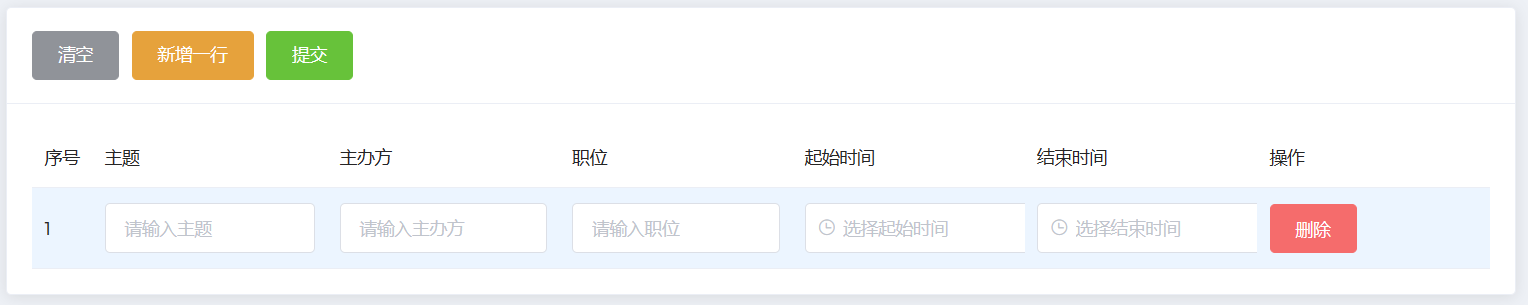 清空 新增一行 提交
序号 主题 主办方 职位 起始时间 结束时间 操作
1 请输入主题 请输入主办方 请输入职位 选择起始时间 选择结束时间 删除